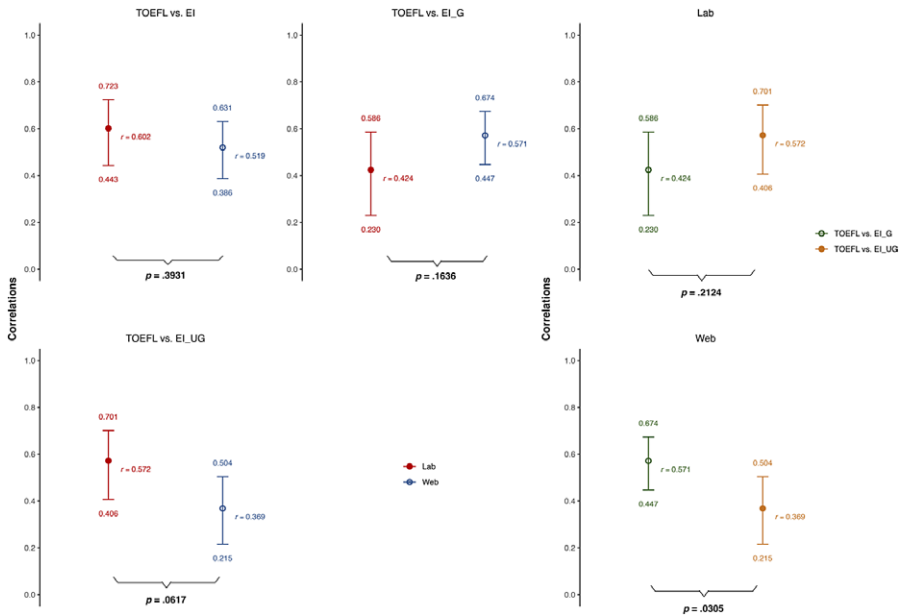 TOEFL vs. EI
1.0
0.8
0.6
0.4
0.2
0.0
0.723
r = 0.602
0.443
0.631
r = 0.519
0.386
p = .3931
TOEFL vs. EI_G
1.0
0.8
0.6
0.4
0.2
0.0
0.586
r = 0.424
0.230
0.674
r = 0.571
0.447
p = .1636
Lab
1.0
0.8
0.6
0.4
0.2
0.0
0.586
r = 0.424
0.230
0.701
r = 0.572
0.406
p = .2124
TOEFL vs. EI_G
TOEFL vs. EI_UG
Correlations
Correlations
TOEFL vs. EI_UG
1.0
0.8
0.6
0.4
0.2
0.0
0.701
r = 0.572
0.406
0.504
r = 0.369
0.215
p = .0617
Lab
Web
Web
1.0
0.8
0.6
0.4
0.2
0.0
0.674
r = 0.571
0.447
0.504
r = 0.369
0.215
p = .0305